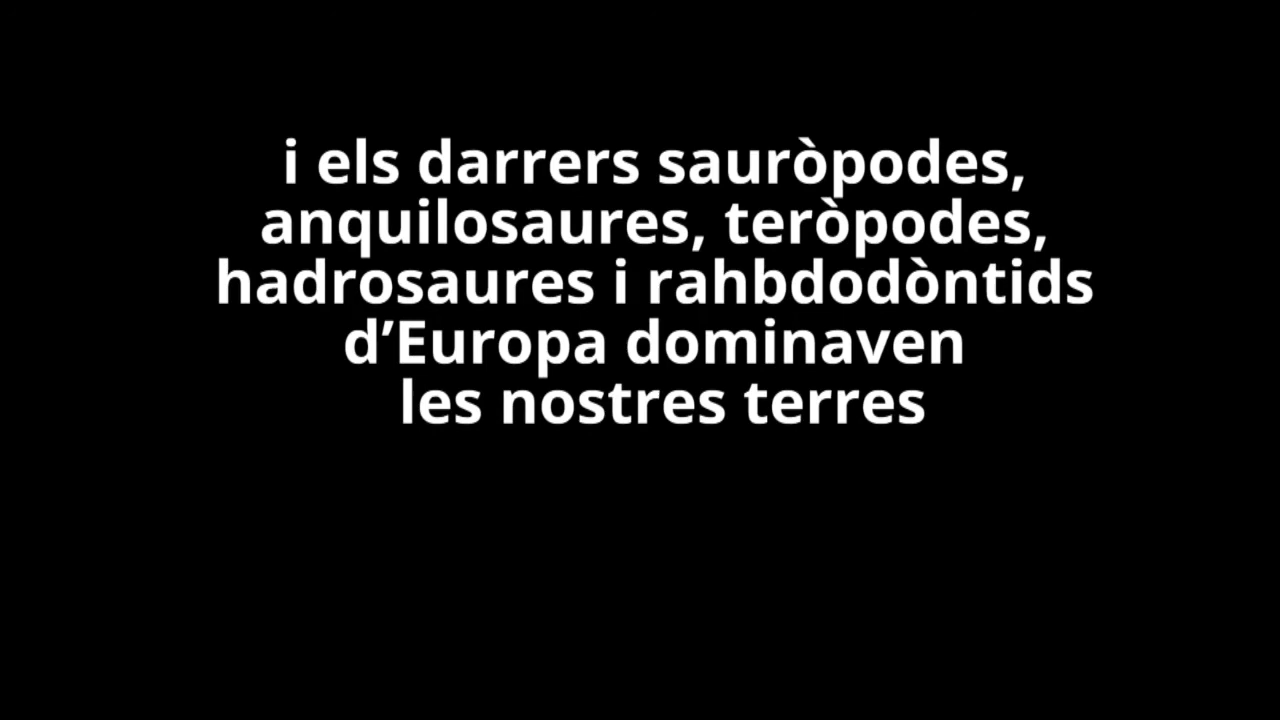 i els darrers sauròpodes,
anquilosaures, teròpodes,
hadrosaures i rahbdodòntids
d’Europa dominaven
les nostres terres